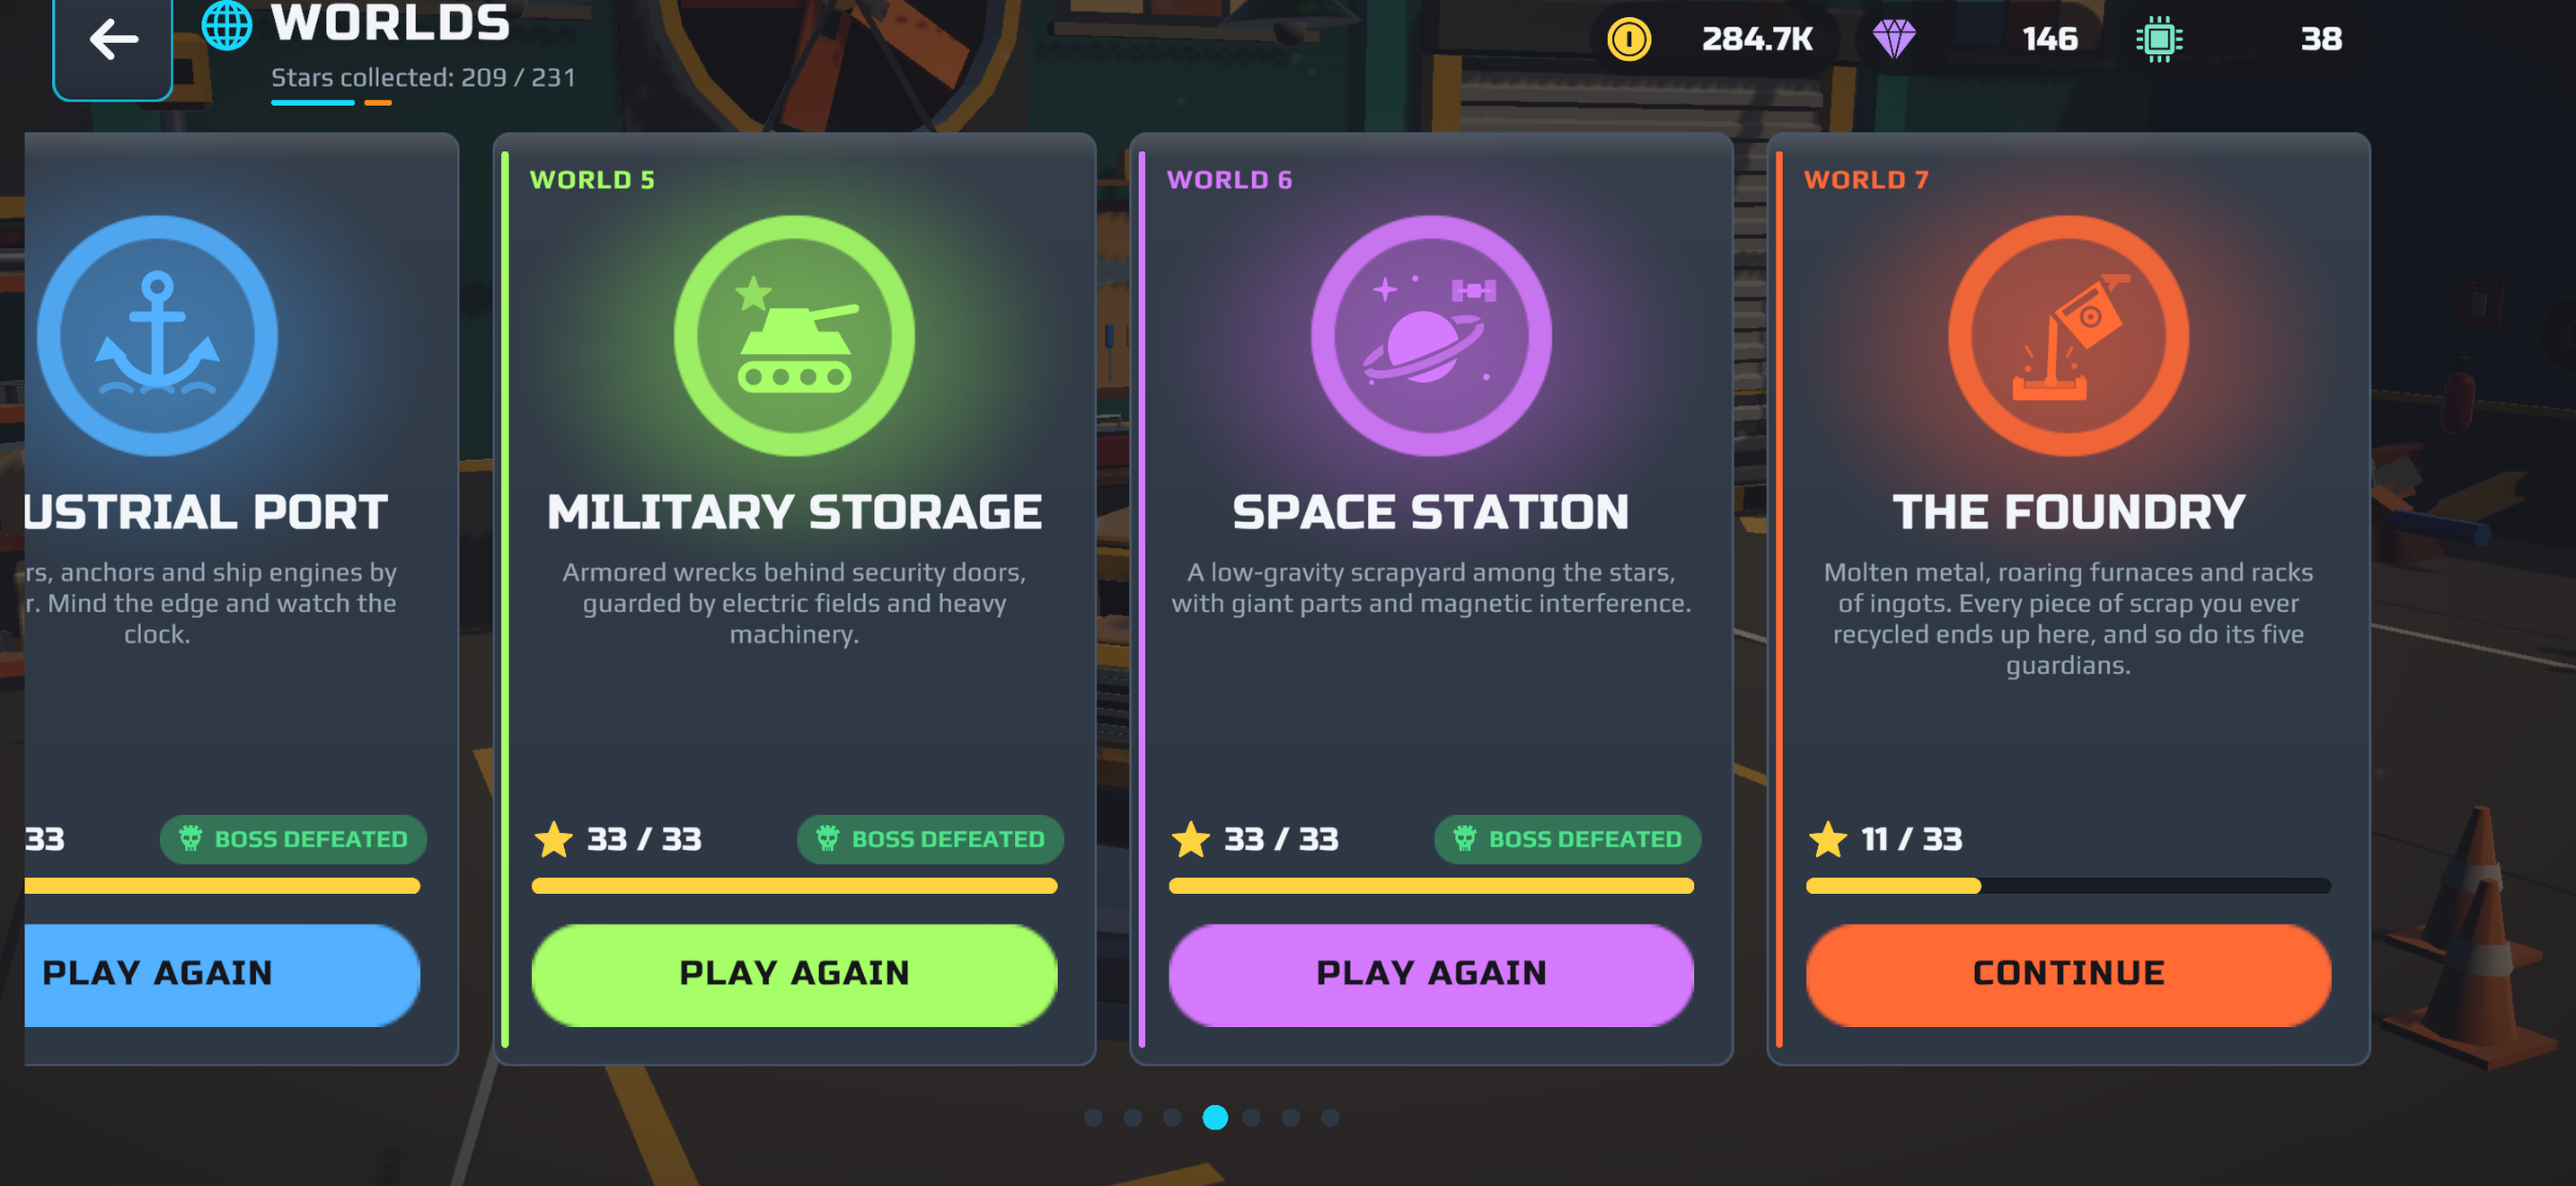 WORLDS
Stars collected: 209 / 231
284.7K
146
38
USTRIAL PORT
rs, anchors and ship engines by
r. Mind the edge and watch the
clock.
33
BOSS DEFEATED
PLAY AGAIN
WORLD 5
MILITARY STORAGE
Armored wrecks behind security doors,
guarded by electric fields and heavy
machinery.
33 / 33
BOSS DEFEATED
PLAY AGAIN
WORLD 6
SPACE STATION
A low-gravity scrapyard among the stars,
with giant parts and magnetic interference.
33 / 33
BOSS DEFEATED
PLAY AGAIN
WORLD 7
THE FOUNDRY
Molten metal, roaring furnaces and racks
of ingots. Every piece of scrap you ever
recycled ends up here, and so do its five
guardians.
11 / 33
CONTINUE